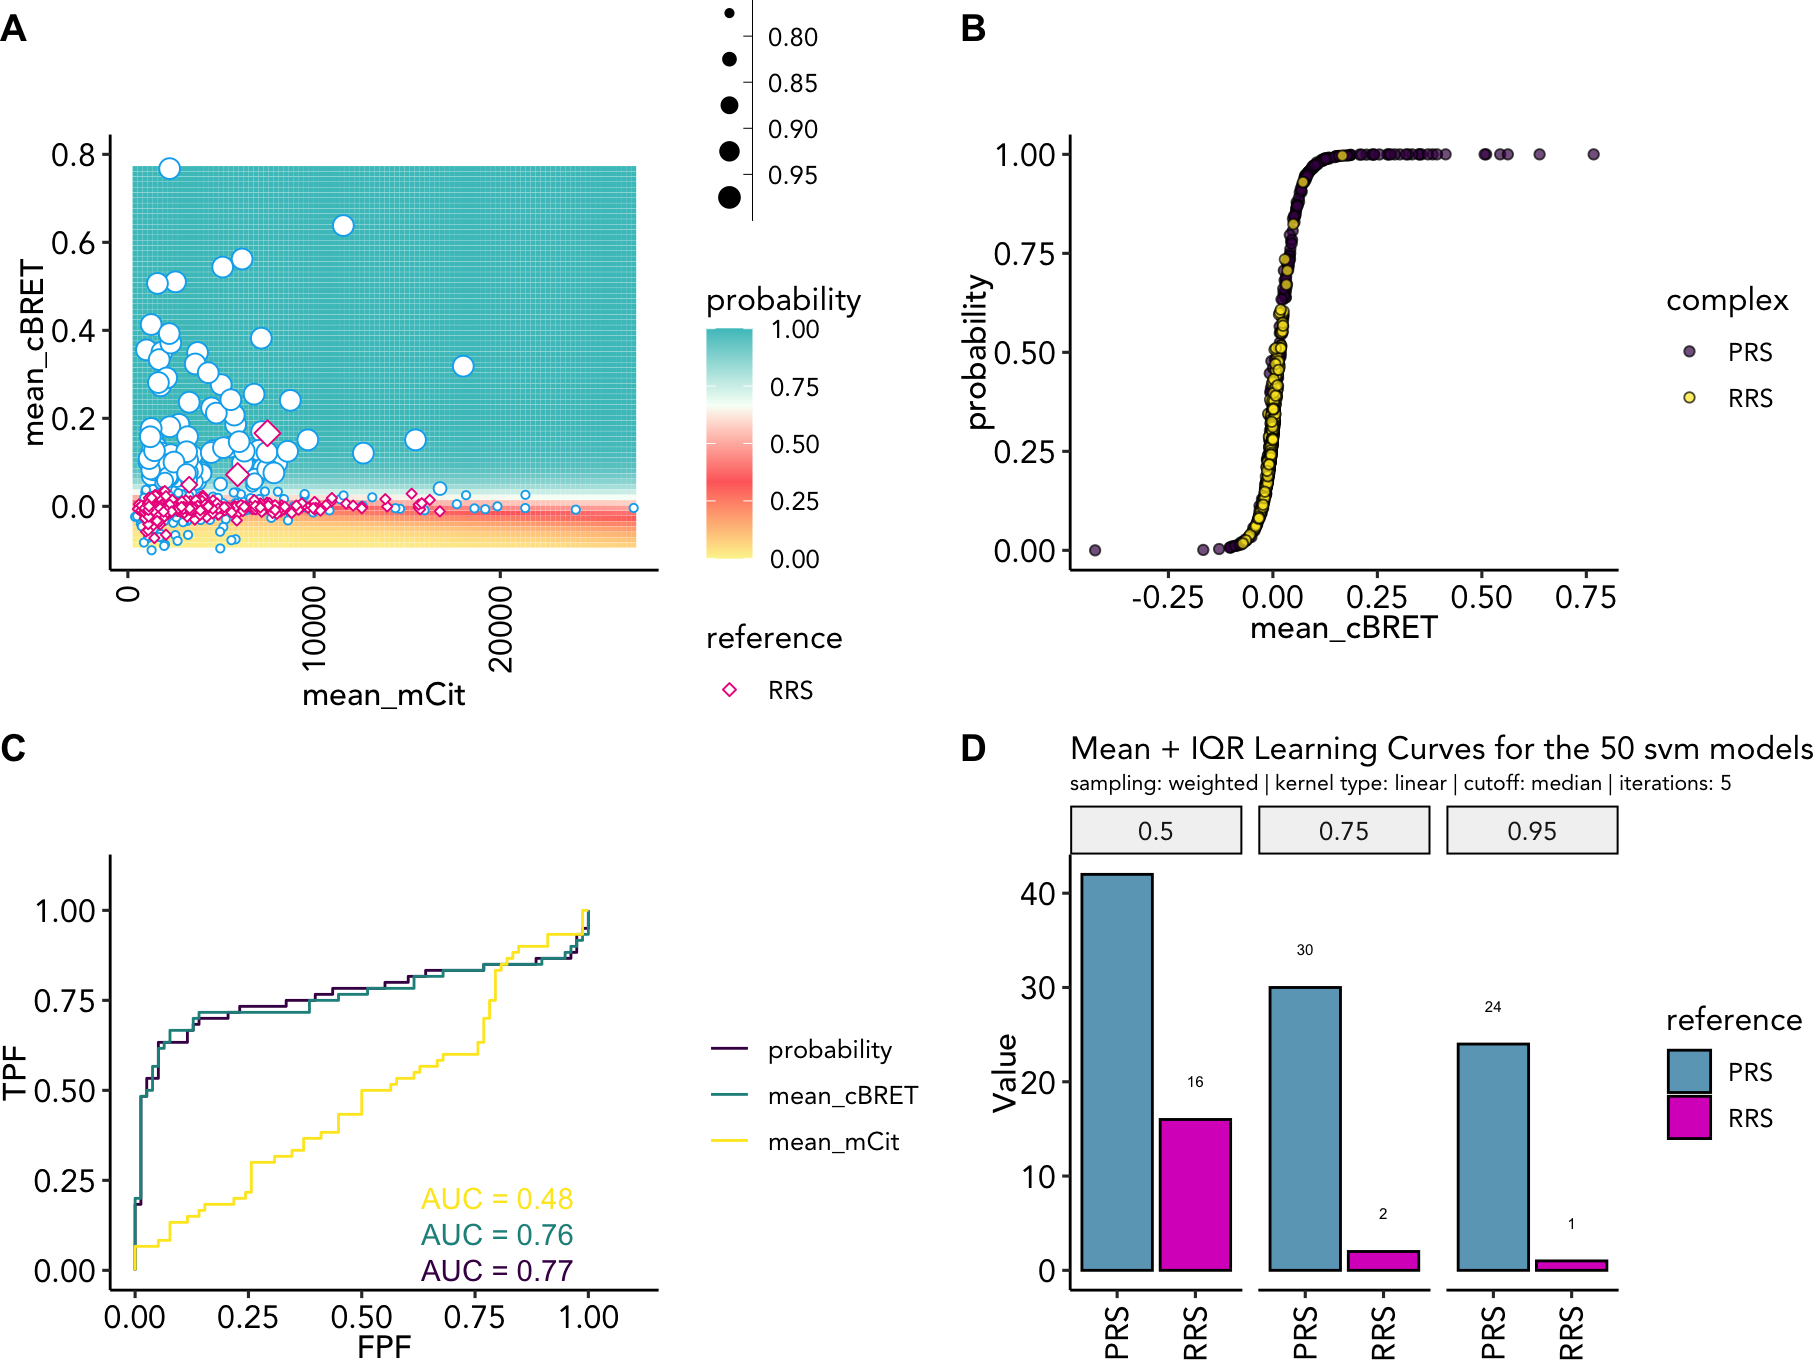 A
0.80
0.85
0.90
0.95
0.8
0.6
0.4
0.2
0.0
mean_cBRET
0
10000
20000
mean_mCit
probability
1.00
0.75
0.50
0.25
0.00
reference
RRS
B
1.00
0.75
0.50
0.25
0.00
probability
-0.25
0.00
0.25
0.50
0.75
mean_cBRET
complex
PRS
RRS
C
1.00
0.75
0.50
0.25
0.00
TPF
AUC = 0.48
AUC = 0.76
AUC = 0.77
0.00
0.25
0.50
0.75
1.00
FPF
probability
mean_cBRET
mean_mCit
D
Mean + IQR Learning Curves for the 50 svm models
sampling: weighted | kernel type: linear | cutoff: median | iterations: 5
0.5
0.75
0.95
40
30
20
10
0
Value
16
30
2
24
1
PRS
RRS
PRS
RRS
PRS
RRS
reference
PRS
RRS